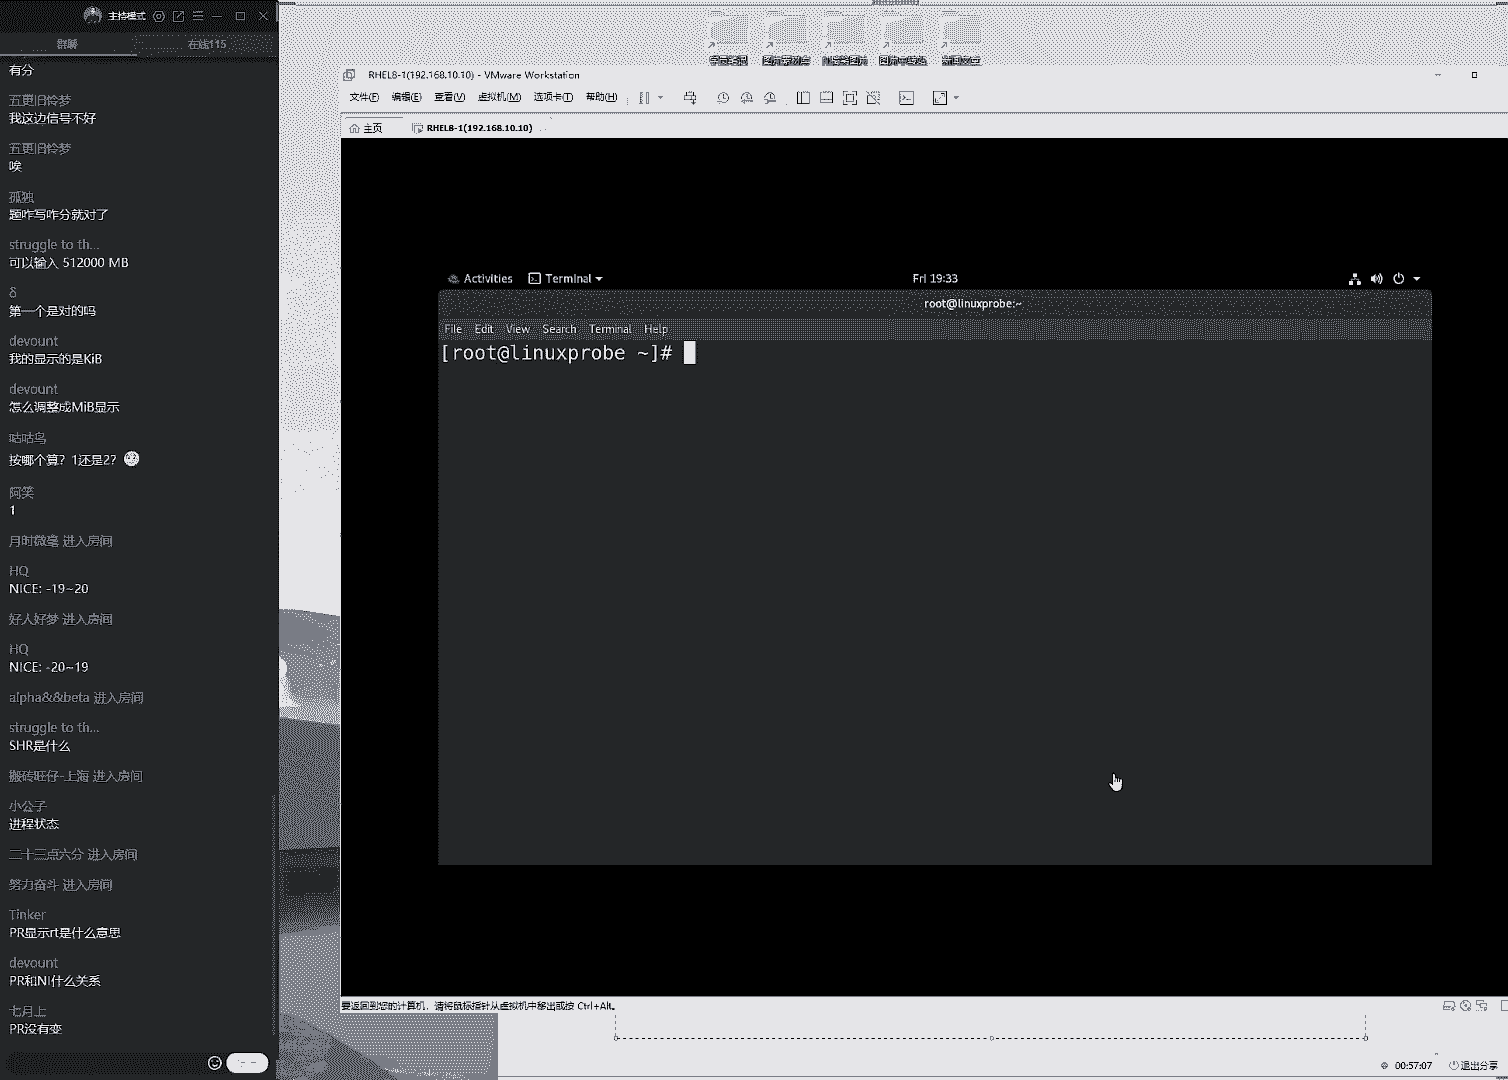 主持模式
群聊
在线115
有分
五更旧怜梦
我这边信号不好
五更旧怜梦
唉
孤独
题咋写咋分就对了
struggle to th...
可以输入 512000 MB
δ
第一个是对的吗
devount
我的显示的是KiB
devount
怎么调整成MiB显示
咕咕鸟
按哪个算？1还是2？
阿笑
1
月时微毫 进入房间
HQ
NICE: -19~20
好人好梦 进入房间
HQ
NICE: -20~19
alpha&&beta 进入房间
struggle to th...
SHR是什么
搬砖旺仔-上海 进入房间
小公子
进程状态
二十三点六分 进入房间
努力奋斗 进入房间
Tinker
PR显示rt是什么意思
devount
PR和NI什么关系
七月上
PR没有变
RHEL8-1(192.168.10.10) - VMware Workstation
文件(F) 编辑(E) 查看(V) 虚拟机(M) 选项卡(T) 帮助(H)
主页
RHEL8-1(192.168.10.10)
Activities Terminal Fri 19:33
root@linuxprobe:~
File Edit View Search Terminal Help
[root@linuxprobe ~]#
要返回到您的计算机，请将鼠标指针从虚拟机中移出或按 Ctrl+Alt。
00:57:07 退出分享